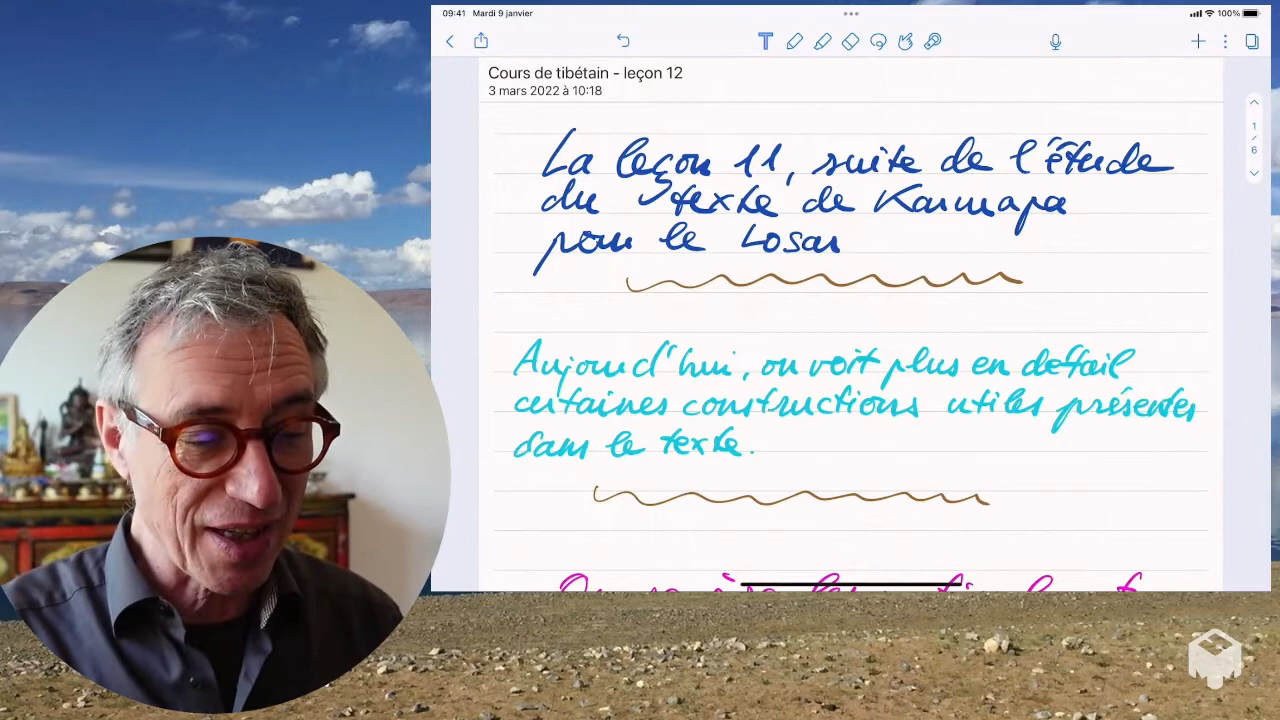 09:41 Mardi 9 janvier
100%
Cours de tibétain - leçon 12
3 mars 2022 à 10:18
La leçon 11, suite de l'étude
du texte de Karmapa
pour le Losar
1
6
Aujourd'hui, on voit plus en détail
certaines constructions utiles présentes
dans le texte.